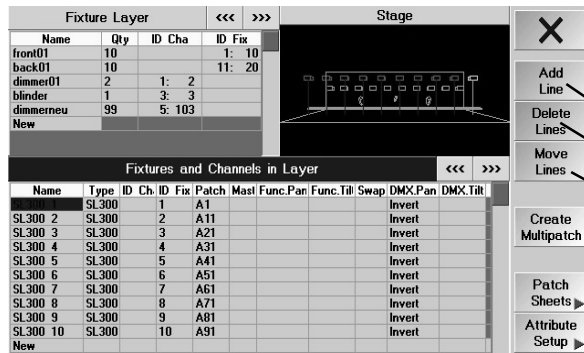 Fixture Layer <<< >>>
Name Qty ID Cha ID Fix
front01 10 1: 10
back01 10 11: 20
dimmer01 2 1: 2
blinder 1 3: 3
dimmerneu 99 5: 103
New
Stage
Add Line
Delete Lines
Move Lines
Create Multipatch
Patch Sheets
Attribute Setup
Fixtures and Channels in Layer <<< >>>
Name Type ID Ch ID Fix Patch Mast Func.Pan Func.Tilt Swap DMX.Pan DMX.Tilt
SL300 1 SL300 1 A1 Invert
SL300 2 SL300 2 A11 Invert
SL300 3 SL300 3 A21 Invert
SL300 4 SL300 4 A31 Invert
SL300 5 SL300 5 A41 Invert
SL300 6 SL300 6 A51 Invert
SL300 7 SL300 7 A61 Invert
SL300 8 SL300 8 A71 Invert
SL300 9 SL300 9 A81 Invert
SL300 10 SL300 10 A91 Invert
New